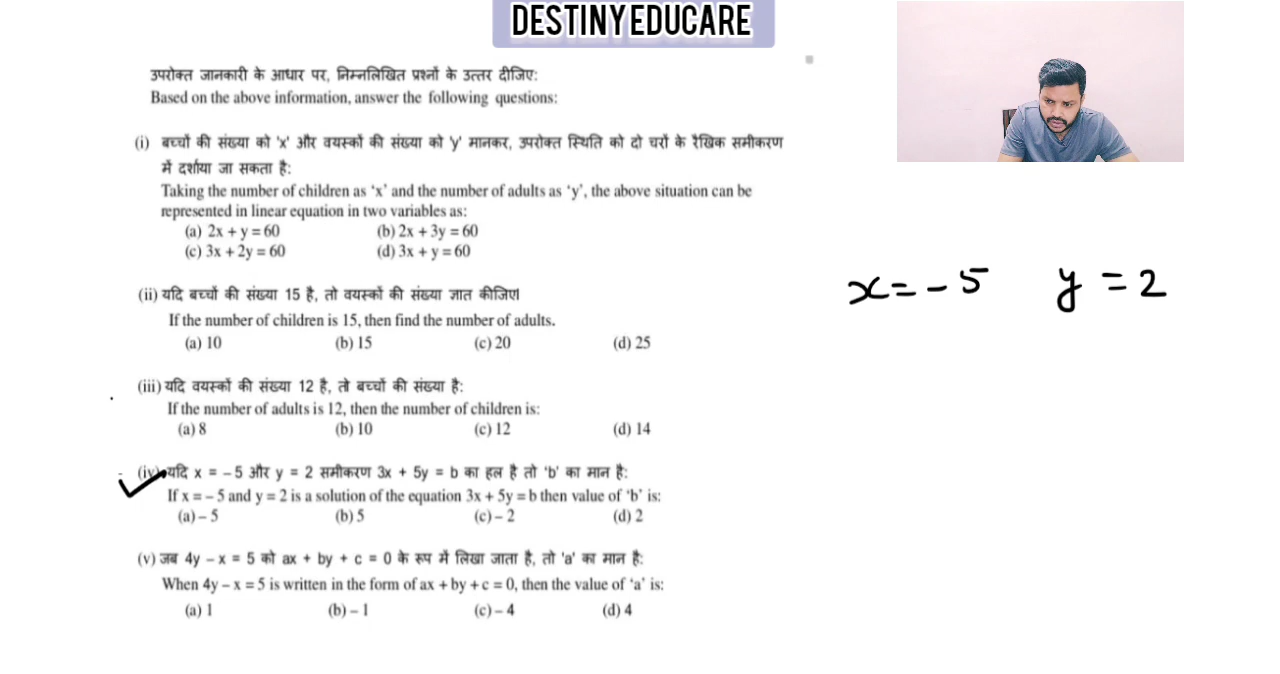 DESTINY EDUCARE
उपरोक्त जानकारी के आधार पर, निम्नलिखित प्रश्नों के उत्तर दीजिए:
Based on the above information, answer the following questions:
(i) बच्चों की संख्या को 'x' और वयस्कों की संख्या को 'y' मानकर, उपरोक्त स्थिति को दो चरों के रैखिक समीकरण
में दर्शाया जा सकता है:
Taking the number of children as 'x' and the number of adults as 'y', the above situation can be
represented in linear equation in two variables as:
(a) 2x + y = 60 (b) 2x + 3y = 60
(c) 3x + 2y = 60 (d) 3x + y = 60
x = - 5 y = 2
(ii) यदि बच्चों की संख्या 15 है, तो वयस्कों की संख्या ज्ञात कीजिए।
If the number of children is 15, then find the number of adults.
(a) 10 (b) 15 (c) 20 (d) 25
(iii) यदि वयस्कों की संख्या 12 है, तो बच्चों की संख्या है:
If the number of adults is 12, then the number of children is:
(a) 8 (b) 10 (c) 12 (d) 14
(iv) यदि x = - 5 और y = 2 समीकरण 3x + 5y = b का हल है तो 'b' का मान है:
If x = - 5 and y = 2 is a solution of the equation 3x + 5y = b then value of 'b' is:
(a) - 5 (b) 5 (c) - 2 (d) 2
(v) जब 4y - x = 5 को ax + by + c = 0 के रूप में लिखा जाता है, तो 'a' का मान है:
When 4y - x = 5 is written in the form of ax + by + c = 0, then the value of 'a' is:
(a) 1 (b) - 1 (c) - 4 (d) 4